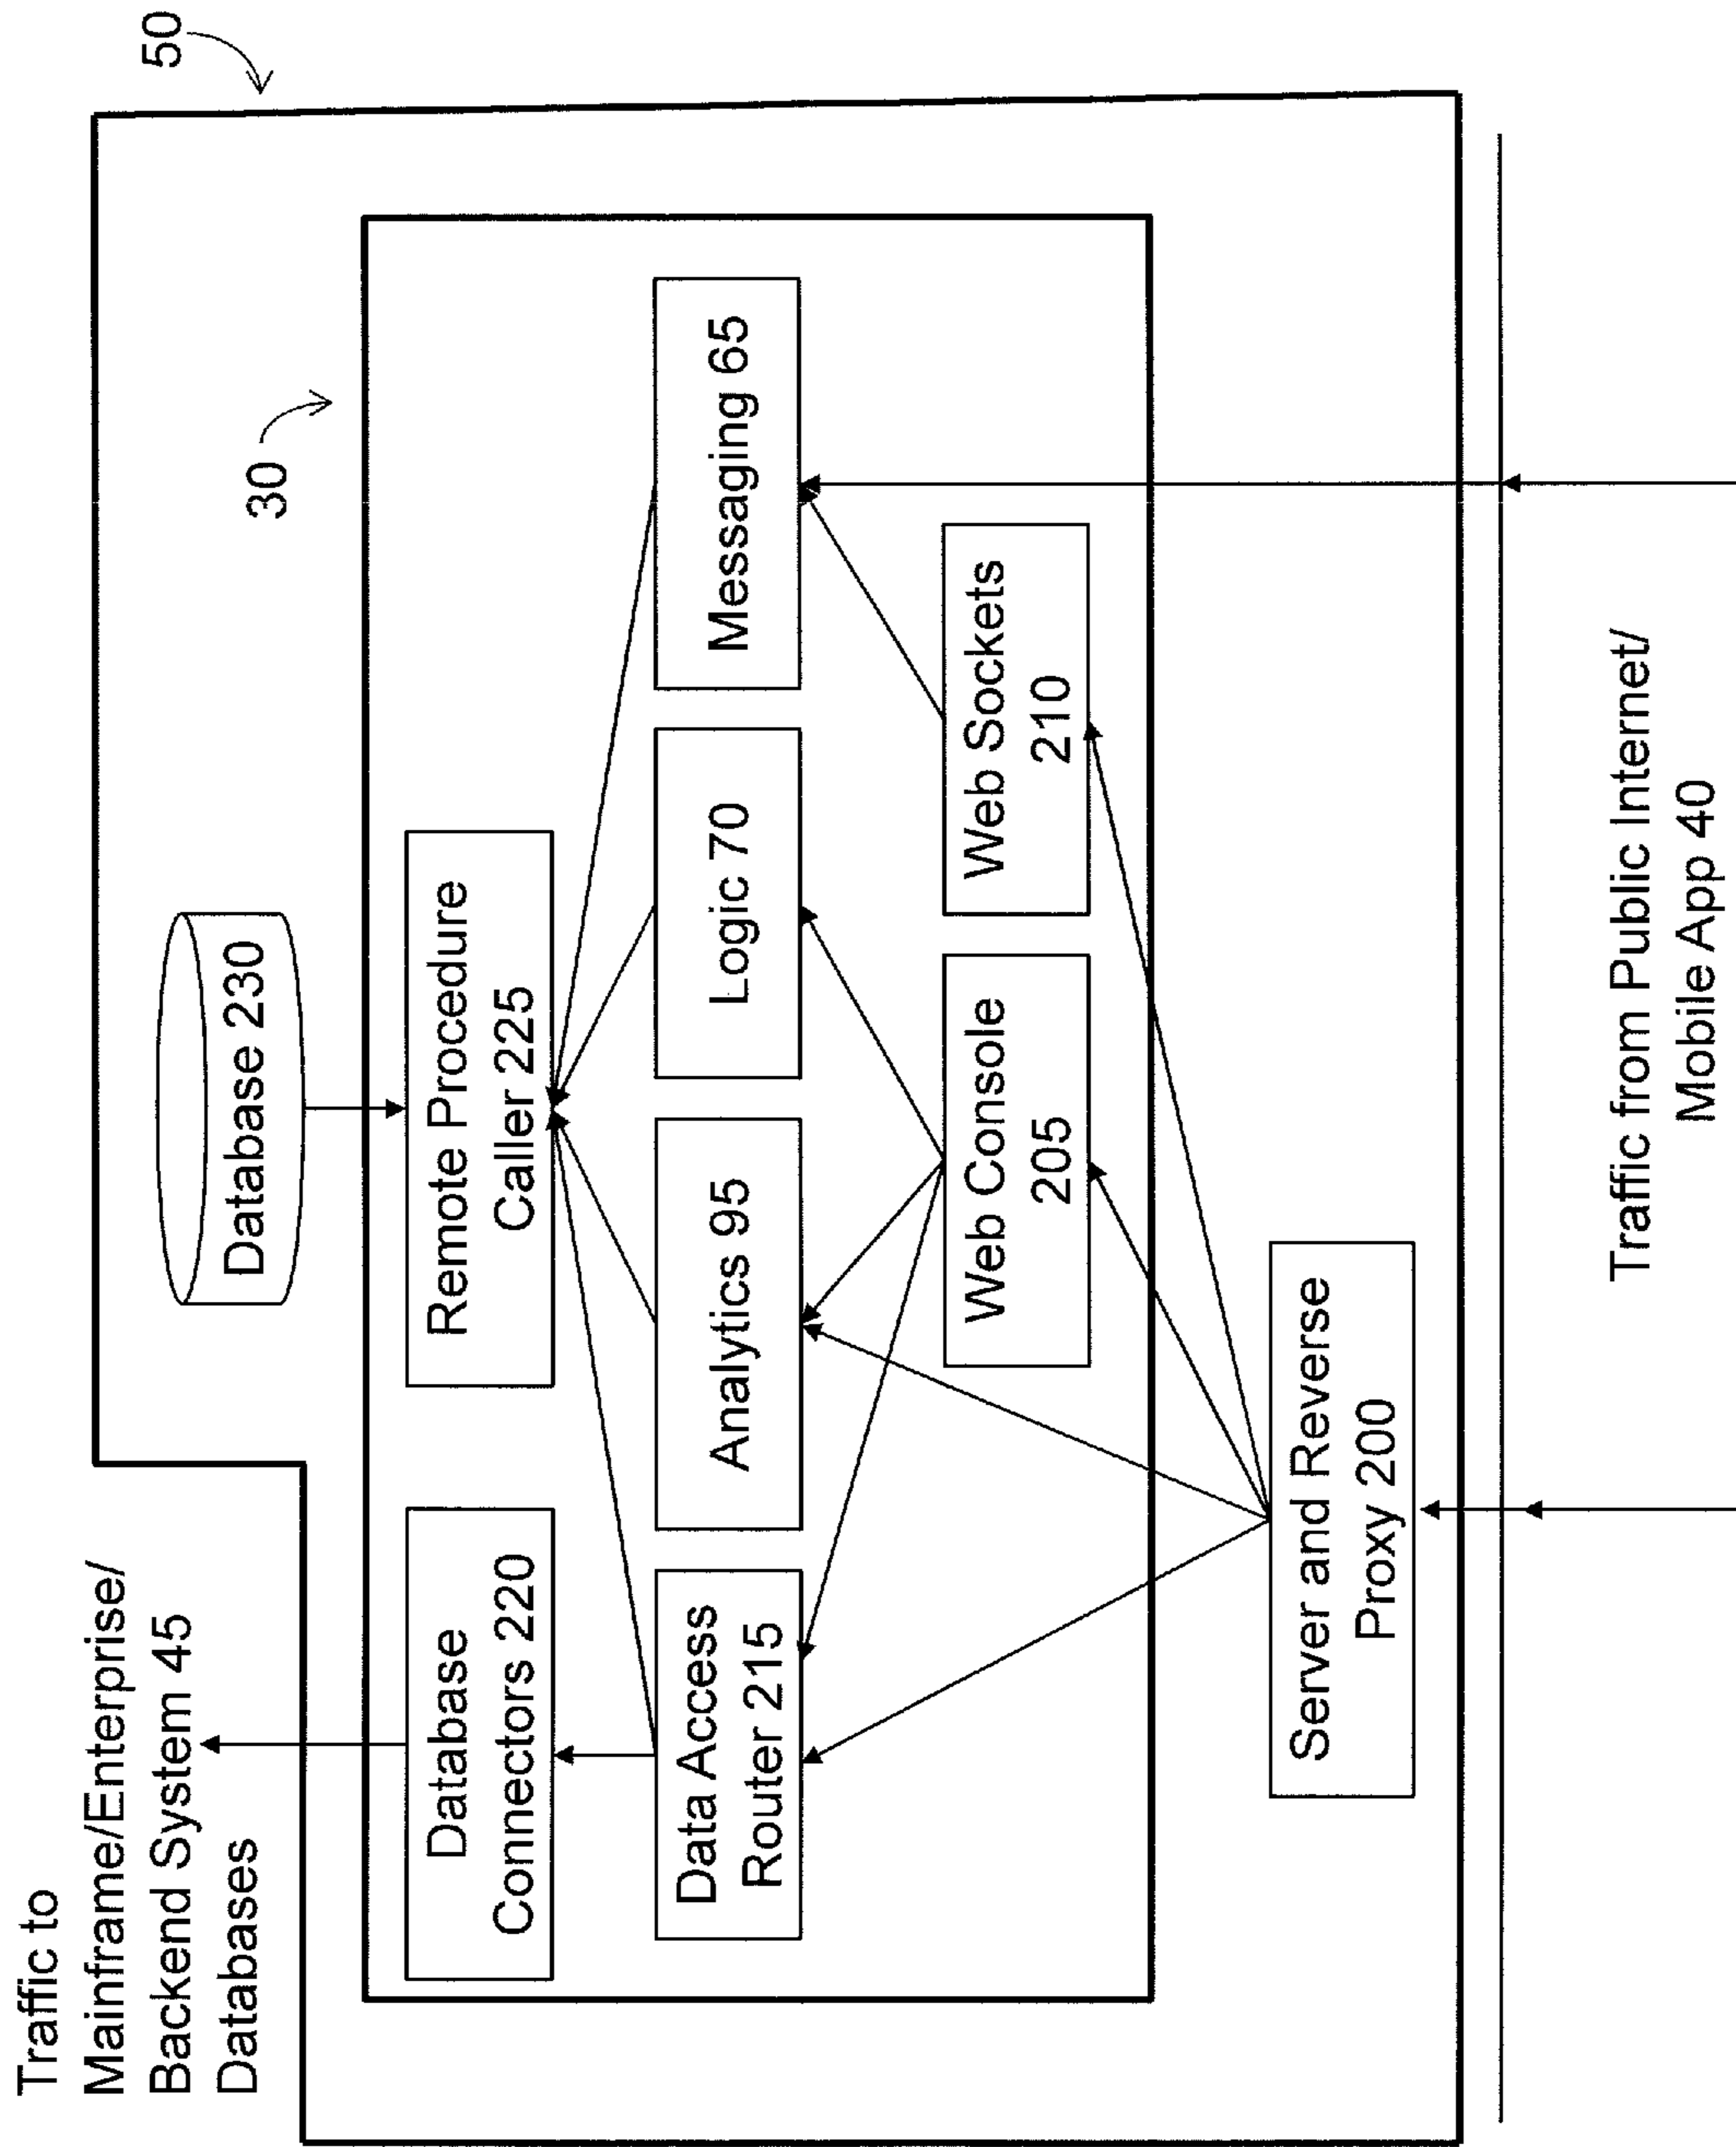 Traffic to
Mainframe/Enterprise/
Backend System 45
Databases
50
30
Database 230
Database
Connectors 220
Remote Procedure
Caller 225
Data Access
Router 215
Analytics 95
Logic 70
Messaging 65
Web Console
205
Web Sockets
210
Server and Reverse
Proxy 200
Traffic from Public Internet/
Mobile App 40